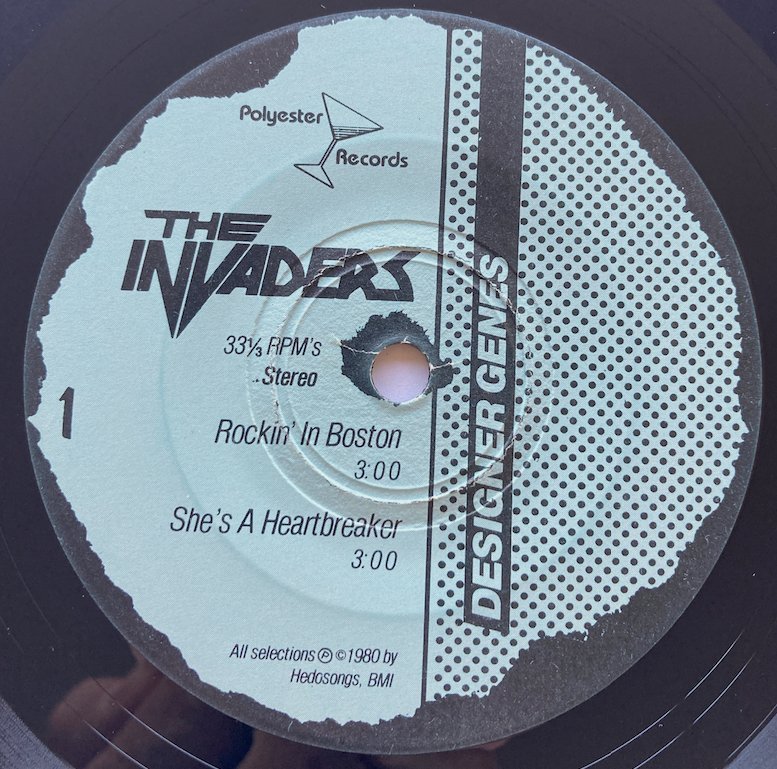 Polyester
Records
THE
INVADERS
33⅓ RPM's
Stereo
1
Rockin' In Boston
3:00
She's A Heartbreaker
3:00
All selections Ⓟ ©1980 by
Hedosongs, BMI
DESIGNER GENES